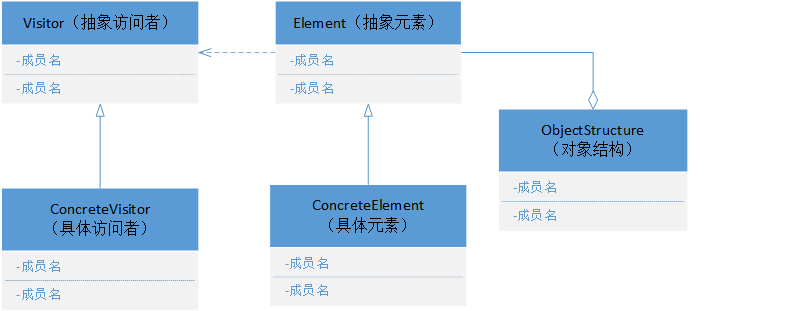 Visitor（抽象访问者）
-成员名
-成员名
Element（抽象元素）
-成员名
-成员名
ObjectStructure
（对象结构）
-成员名
-成员名
ConcreteVisitor
（具体访问者）
-成员名
-成员名
ConcreteElement
（具体元素）
-成员名
-成员名